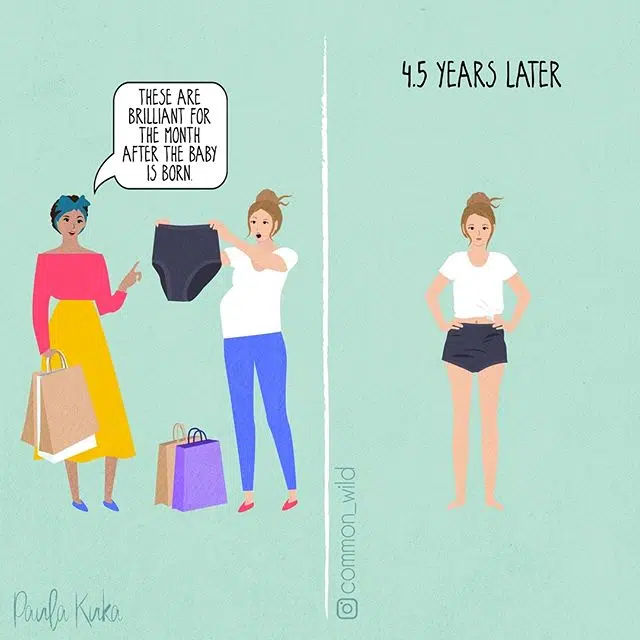 THESE ARE
BRILLIANT FOR
THE MONTH
AFTER THE BABY
IS BORN.
4.5 YEARS LATER
common_wild
Paula Kuka